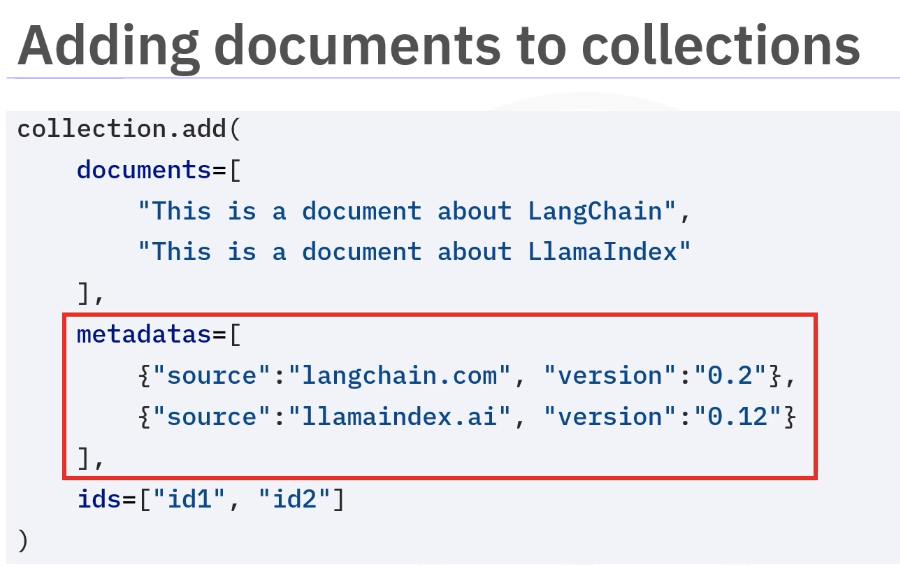 Adding documents to collections
collection.add(
    documents=[
        "This is a document about LangChain",
        "This is a document about LlamaIndex"
    ],
    metadatas=[
        {"source":"langchain.com", "version":"0.2"},
        {"source":"llamaindex.ai", "version":"0.12"}
    ],
    ids=["id1", "id2"]
)